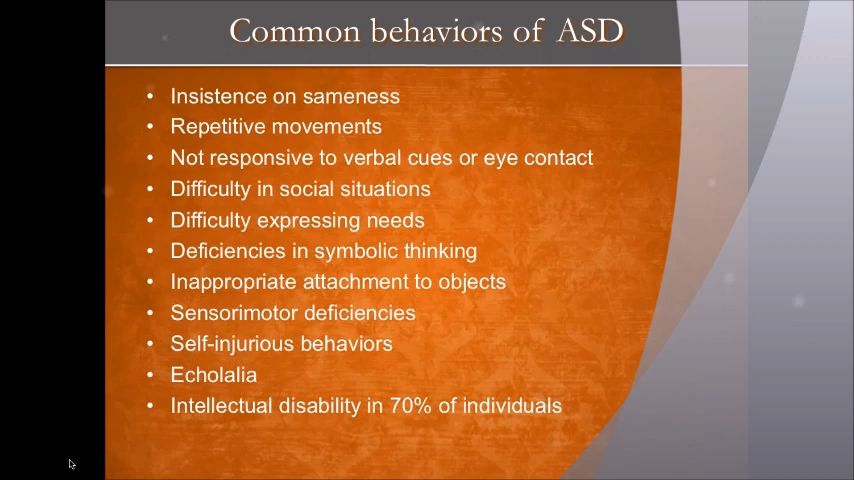 Common behaviors of ASD
• Insistence on sameness
• Repetitive movements
• Not responsive to verbal cues or eye contact
• Difficulty in social situations
• Difficulty expressing needs
• Deficiencies in symbolic thinking
• Inappropriate attachment to objects
• Sensorimotor deficiencies
• Self-injurious behaviors
• Echolalia
• Intellectual disability in 70% of individuals